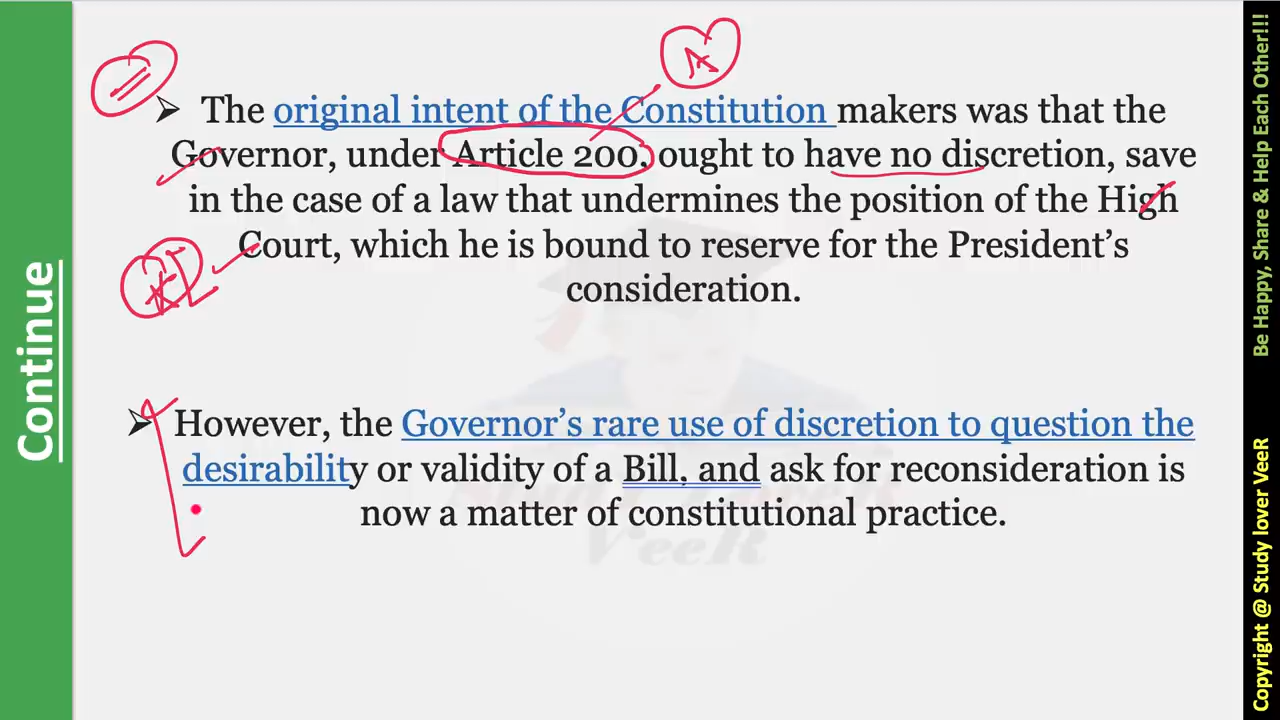 Continue
The original intent of the Constitution makers was that the
Governor, under Article 200, ought to have no discretion, save
in the case of a law that undermines the position of the High
Court, which he is bound to reserve for the President's
consideration.
However, the Governor's rare use of discretion to question the
desirability or validity of a Bill, and ask for reconsideration is
now a matter of constitutional practice.
VeeR
Copyright @ Study lover VeeR
Be Happy, Share & Help Each Other!!!